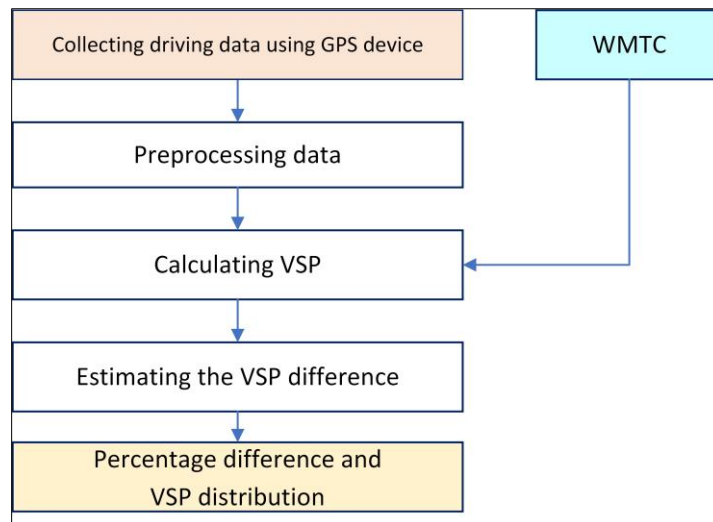 Collecting driving data using GPS device
WMTC
Preprocessing data
Calculating VSP
Estimating the VSP difference
Percentage difference and
VSP distribution